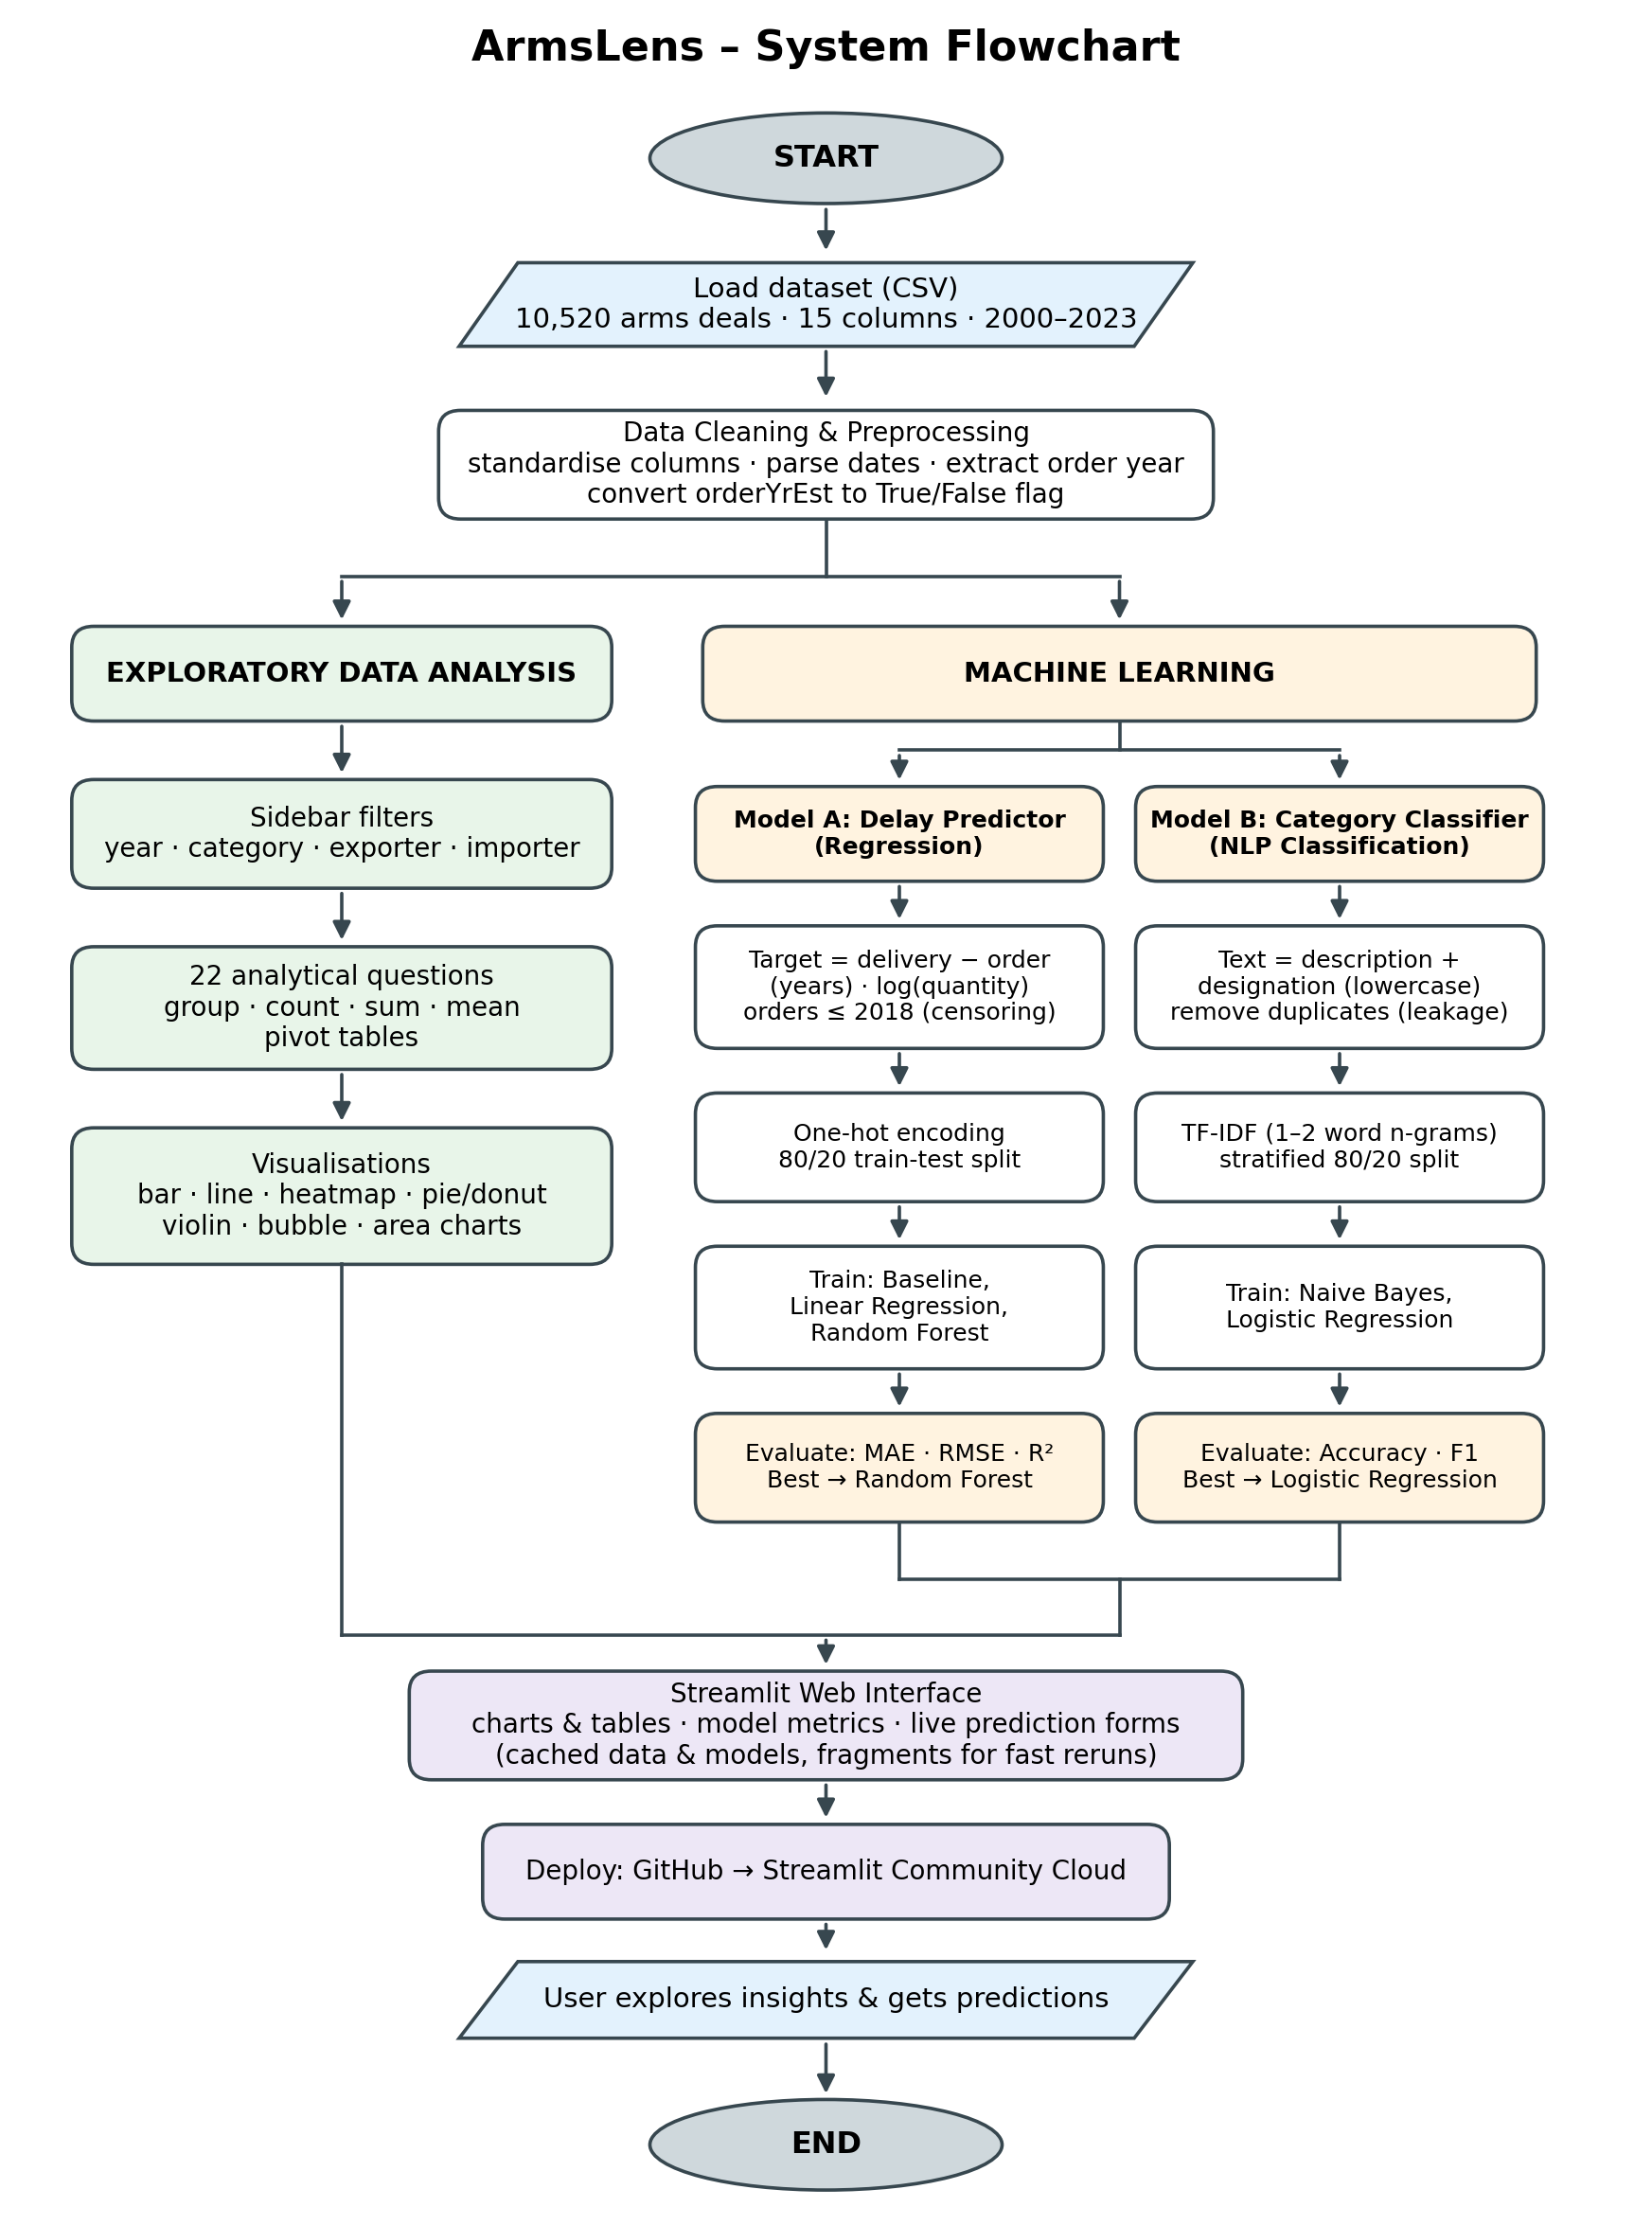 ArmsLens – System Flowchart
START
Load dataset (CSV)
10,520 arms deals · 15 columns · 2000–2023
Data Cleaning & Preprocessing
standardise columns · parse dates · extract order year
convert orderYrEst to True/False flag
EXPLORATORY DATA ANALYSIS
Sidebar filters
year · category · exporter · importer
22 analytical questions
group · count · sum · mean
pivot tables
Visualisations
bar · line · heatmap · pie/donut
violin · bubble · area charts
MACHINE LEARNING
Model A: Delay Predictor
(Regression)
Target = delivery − order
(years) · log(quantity)
orders ≤ 2018 (censoring)
One-hot encoding
80/20 train-test split
Train: Baseline,
Linear Regression,
Random Forest
Evaluate: MAE · RMSE · R²
Best → Random Forest
Model B: Category Classifier
(NLP Classification)
Text = description +
designation (lowercase)
remove duplicates (leakage)
TF-IDF (1–2 word n-grams)
stratified 80/20 split
Train: Naive Bayes,
Logistic Regression
Evaluate: Accuracy · F1
Best → Logistic Regression
Streamlit Web Interface
charts & tables · model metrics · live prediction forms
(cached data & models, fragments for fast reruns)
Deploy: GitHub → Streamlit Community Cloud
User explores insights & gets predictions
END